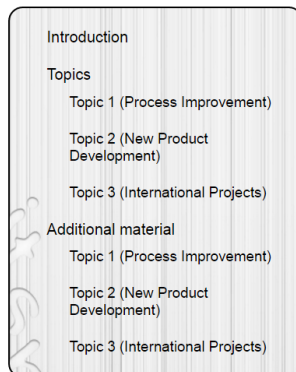 Introduction
Topics
Topic 1 (Process Improvement)
Topic 2 (New Product
Development)
Topic 3 (International Projects)
Additional material
Topic 1 (Process Improvement)
Topic 2 (New Product
Development)
Topic 3 (International Projects)